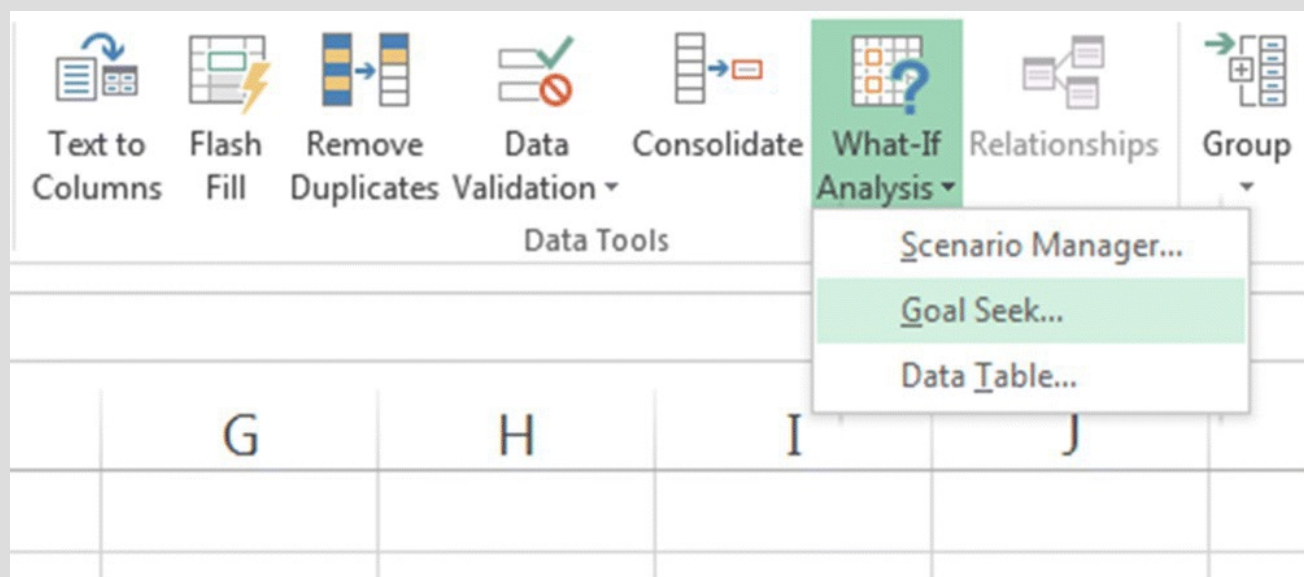 Text to Columns
Flash Fill
Remove Duplicates
Data Validation
Consolidate
What-If Analysis
Relationships
Group
Data Tools
Scenario Manager...
Goal Seek...
Data Table...
G H I J